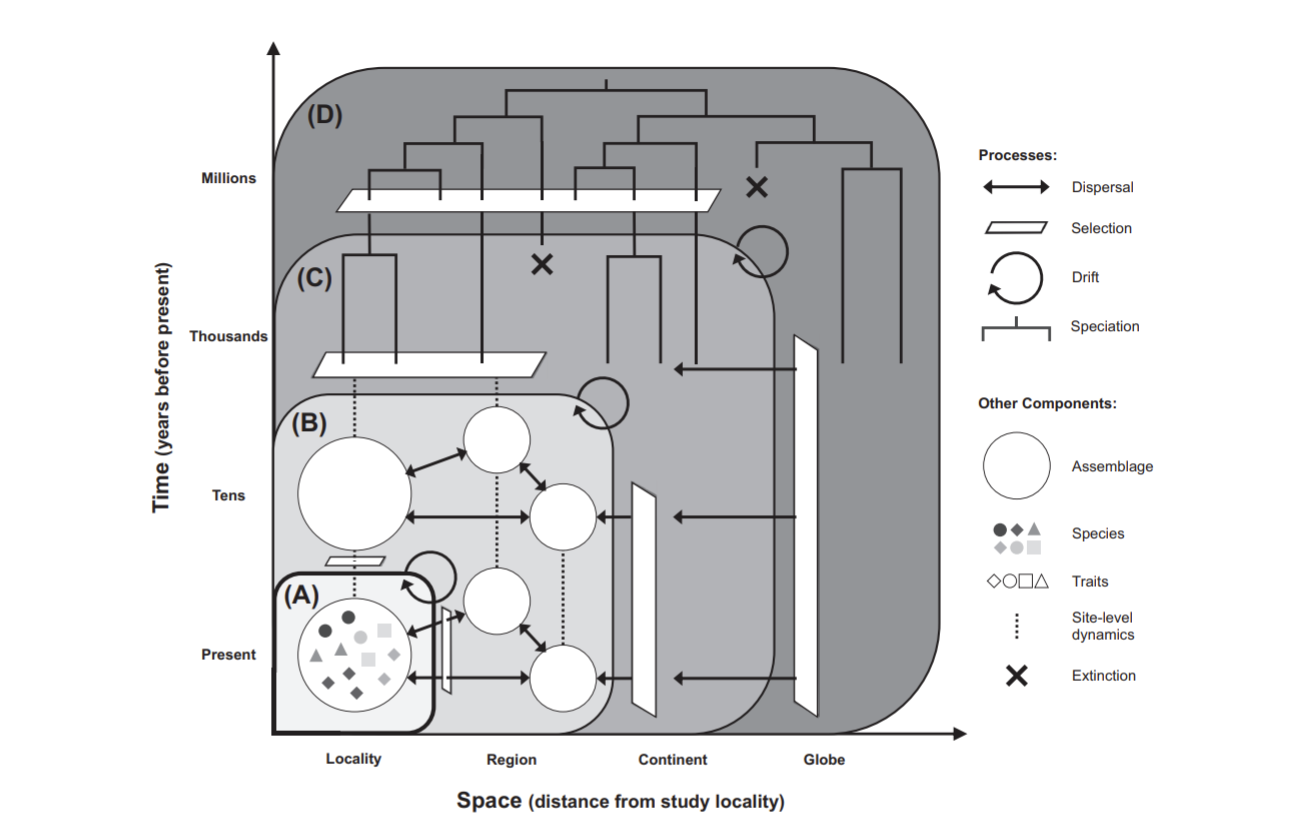 (D)
Millions
(C)
Thousands
(B)
Tens
(A)
Present
Time (years before present)
Locality
Region
Continent
Globe
Space (distance from study locality)
Processes:
Dispersal
Selection
Drift
Speciation
Other Components:
Assemblage
Species
Traits
Site-level
dynamics
Extinction